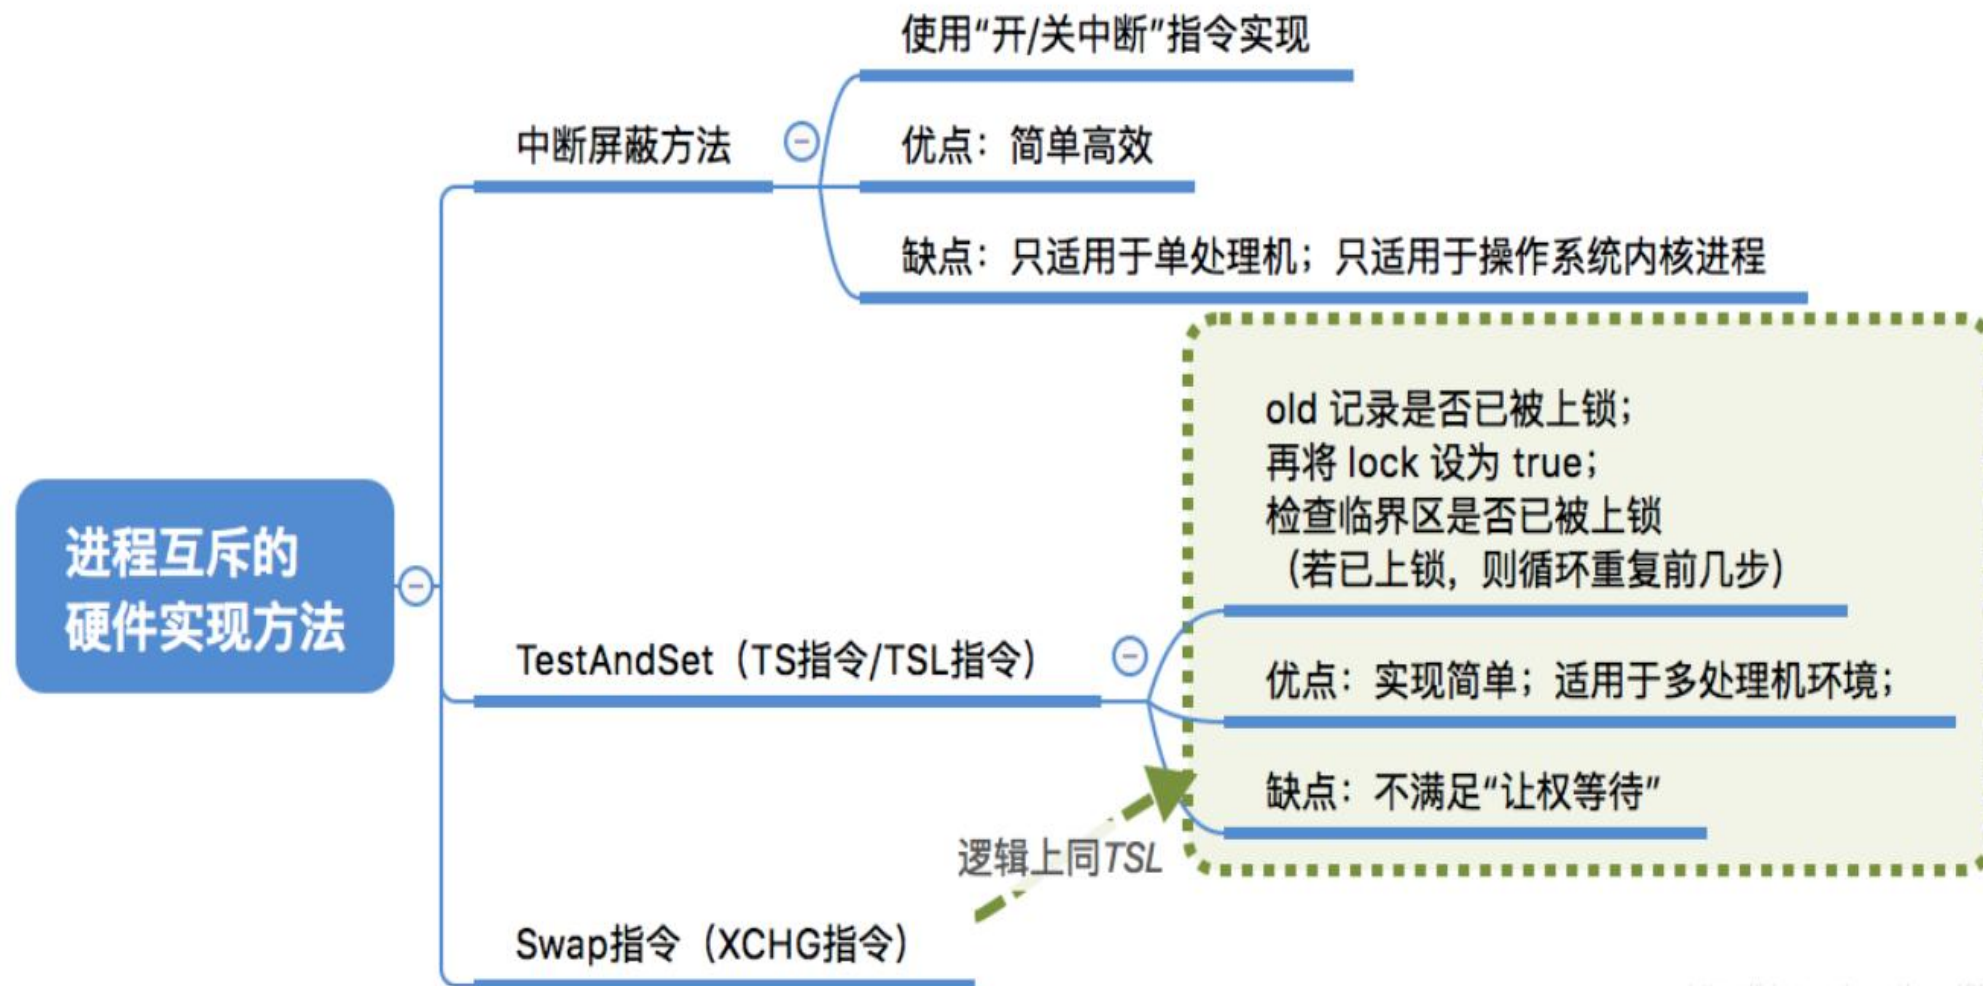 使用“开/关中断”指令实现
中断屏蔽方法
优点：简单高效
缺点：只适用于单处理机；只适用于操作系统内核进程
进程互斥的
硬件实现方法
old 记录是否已被上锁；
再将 lock 设为 true；
检查临界区是否已被上锁
（若已上锁，则循环重复前几步）
TestAndSet（TS指令/TSL指令）
优点：实现简单；适用于多处理机环境；
缺点：不满足“让权等待”
逻辑上同TSL
Swap指令（XCHG指令）